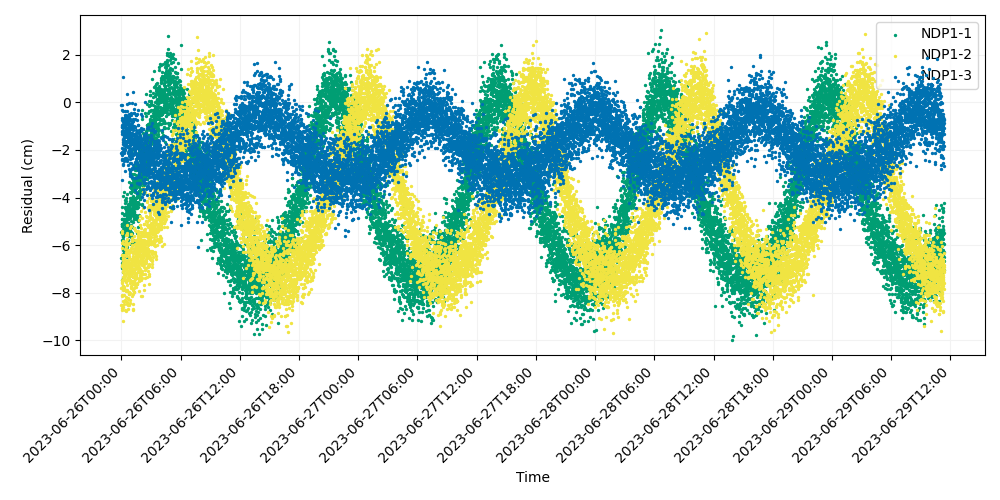 NDP1-1
NDP1-2
NDP1-3
Residual (cm)
2
0
−2
−4
−6
−8
−10
2023-06-26T00:00
2023-06-26T06:00
2023-06-26T12:00
2023-06-26T18:00
2023-06-27T00:00
2023-06-27T06:00
2023-06-27T12:00
2023-06-27T18:00
2023-06-28T00:00
2023-06-28T06:00
2023-06-28T12:00
2023-06-28T18:00
2023-06-29T00:00
2023-06-29T06:00
2023-06-29T12:00
Time